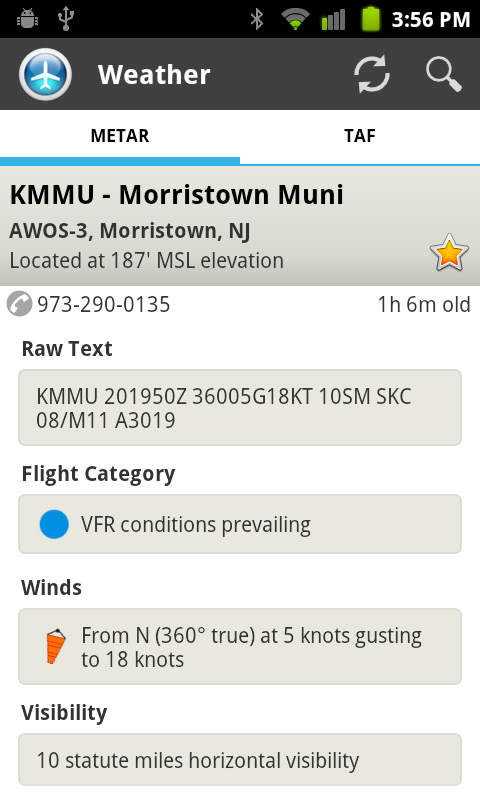 3:56 PM
Weather
METAR TAF
KMMU - Morristown Muni
AWOS-3, Morristown, NJ
Located at 187' MSL elevation
973-290-0135 1h 6m old
Raw Text
KMMU 201950Z 36005G18KT 10SM SKC
08/M11 A3019
Flight Category
VFR conditions prevailing
Winds
From N (360° true) at 5 knots gusting
to 18 knots
Visibility
10 statute miles horizontal visibility